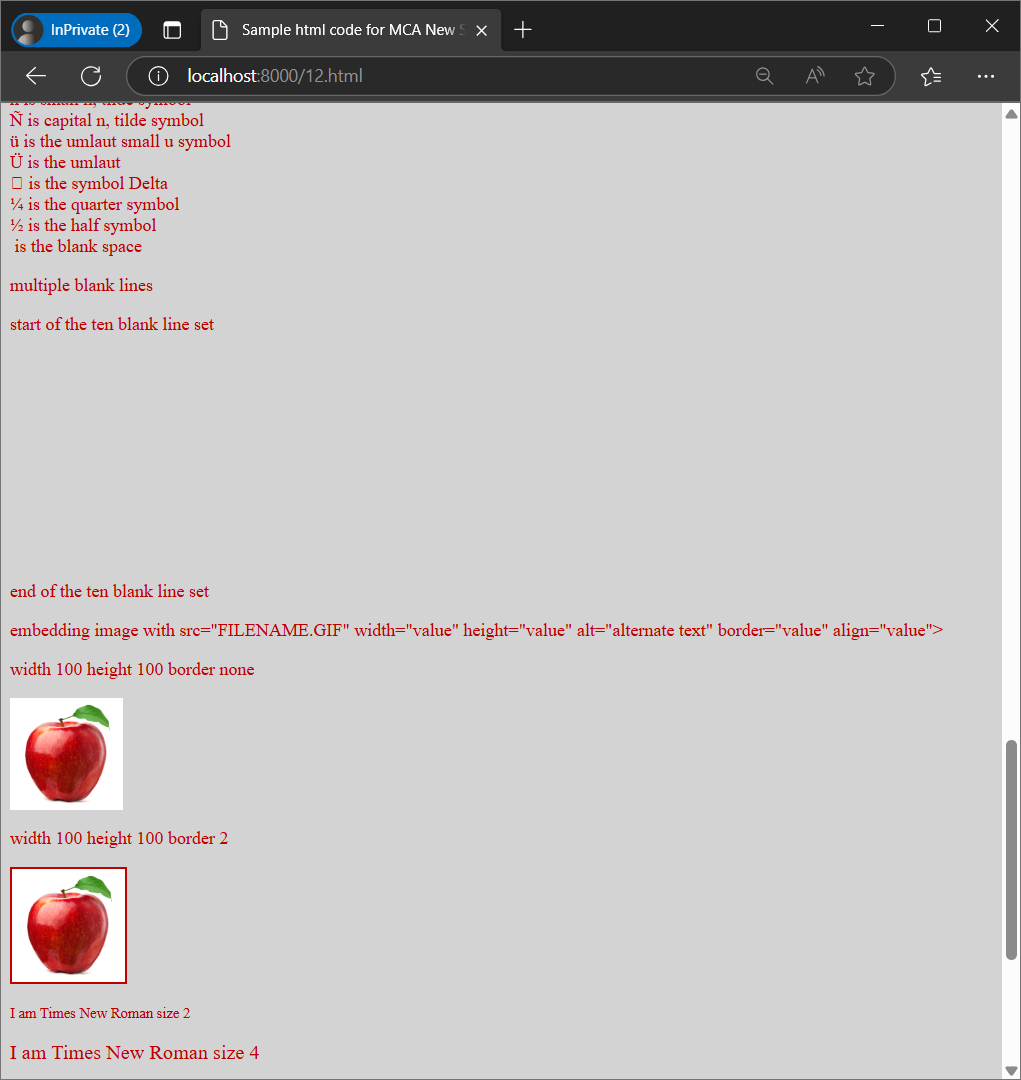 InPrivate (2)
Sample html code for MCA New
localhost:8000/12.html
is small n, tilde symbol
Ñ is capital n, tilde symbol
ü is the umlaut small u symbol
Ü is the umlaut
□ is the symbol Delta
¼ is the quarter symbol
½ is the half symbol
is the blank space
multiple blank lines
start of the ten blank line set
end of the ten blank line set
embedding image with src="FILENAME.GIF" width="value" height="value" alt="alternate text" border="value" align="value">
width 100 height 100 border none
width 100 height 100 border 2
I am Times New Roman size 2
I am Times New Roman size 4